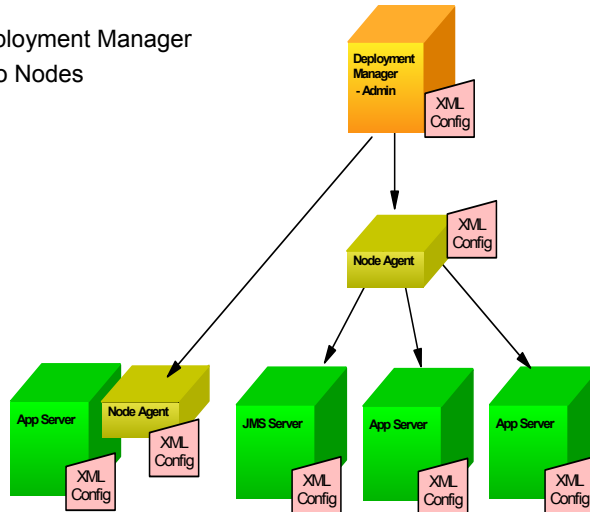 eployment Manager
o Nodes
Deployment
Manager
- Admin
XML
Config
XML
Config
Node Agent
App Server
Node Agent
XML
Config
XML
Config
JMS Server
XML
Config
App Server
XML
Config
App Server
XML
Config